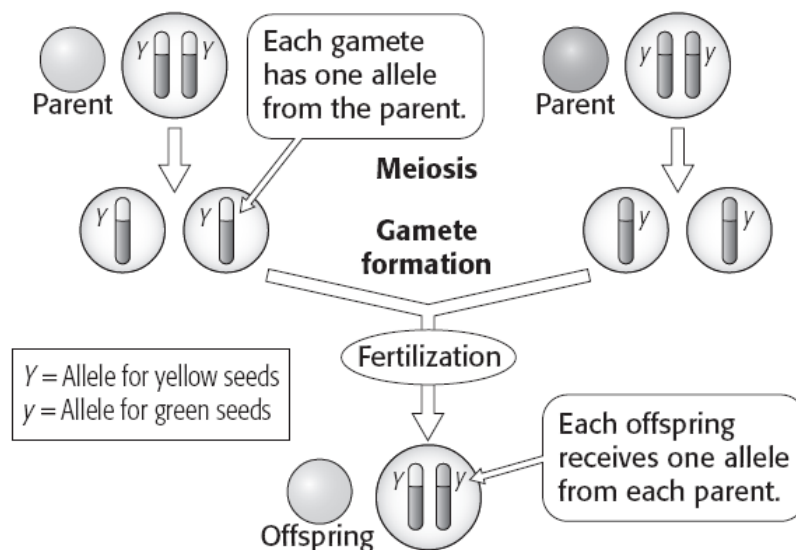 Y Y
Parent
Each gamete
has one allele
from the parent.
y y
Parent
Meiosis
Y
Y
y
y
Gamete
formation
Fertilization
Y = Allele for yellow seeds
y = Allele for green seeds
Y y
Offspring
Each offspring
receives one allele
from each parent.